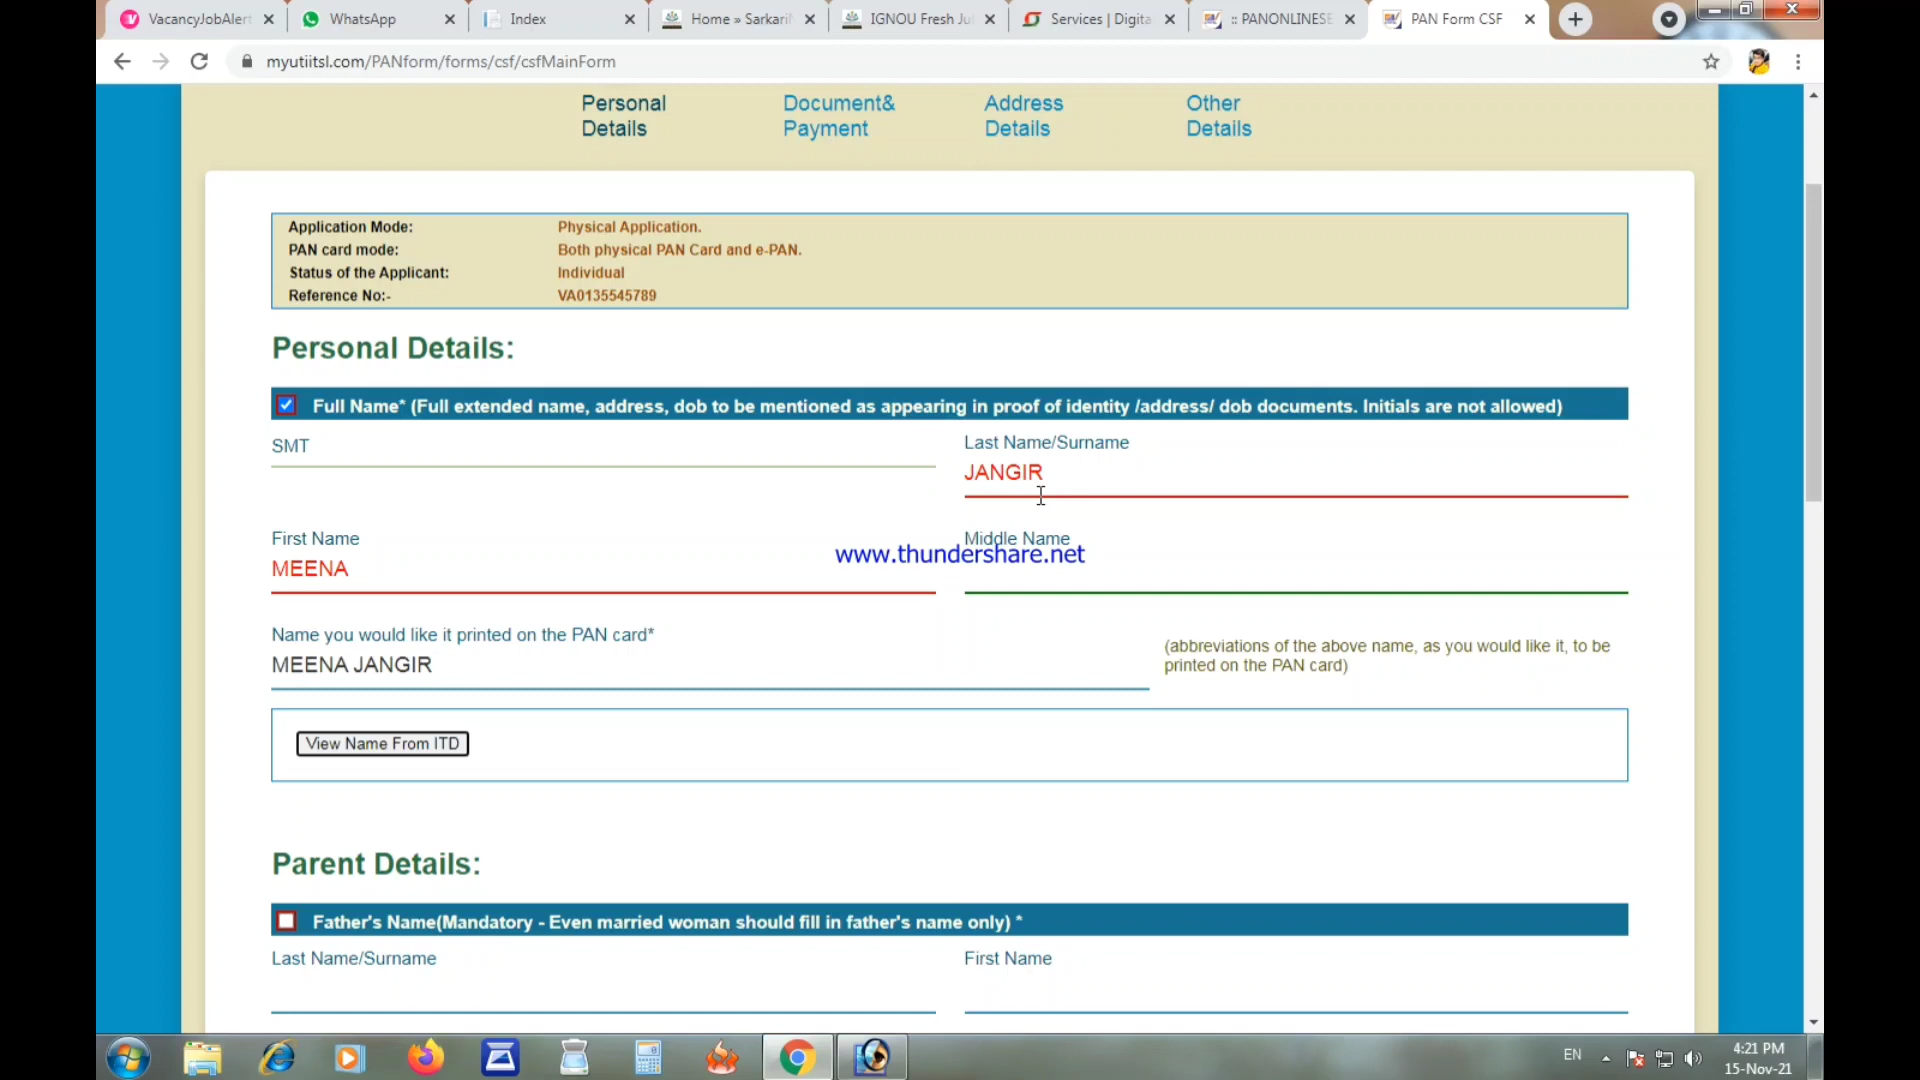 VacancyJobAlert
WhatsApp
Index
Home » Sarkari
IGNOU Fresh Ju
Services | Digita
:: PANONLINESE
PAN Form CSF
myutiitsl.com/PANform/forms/csf/csfMainForm
Personal Details
Document& Payment
Address Details
Other Details
Application Mode: Physical Application.
PAN card mode: Both physical PAN Card and e-PAN.
Status of the Applicant: Individual
Reference No:- VA0135545789
Personal Details:
Full Name* (Full extended name, address, dob to be mentioned as appearing in proof of identity /address/ dob documents. Initials are not allowed)
SMT
Last Name/Surname
JANGIR
First Name
MEENA
Middle Name
www.thundershare.net
Name you would like it printed on the PAN card*
MEENA JANGIR
(abbreviations of the above name, as you would like it, to be
printed on the PAN card)
View Name From ITD
Parent Details:
Father's Name(Mandatory - Even married woman should fill in father's name only) *
Last Name/Surname
First Name
EN
4:21 PM
15-Nov-21